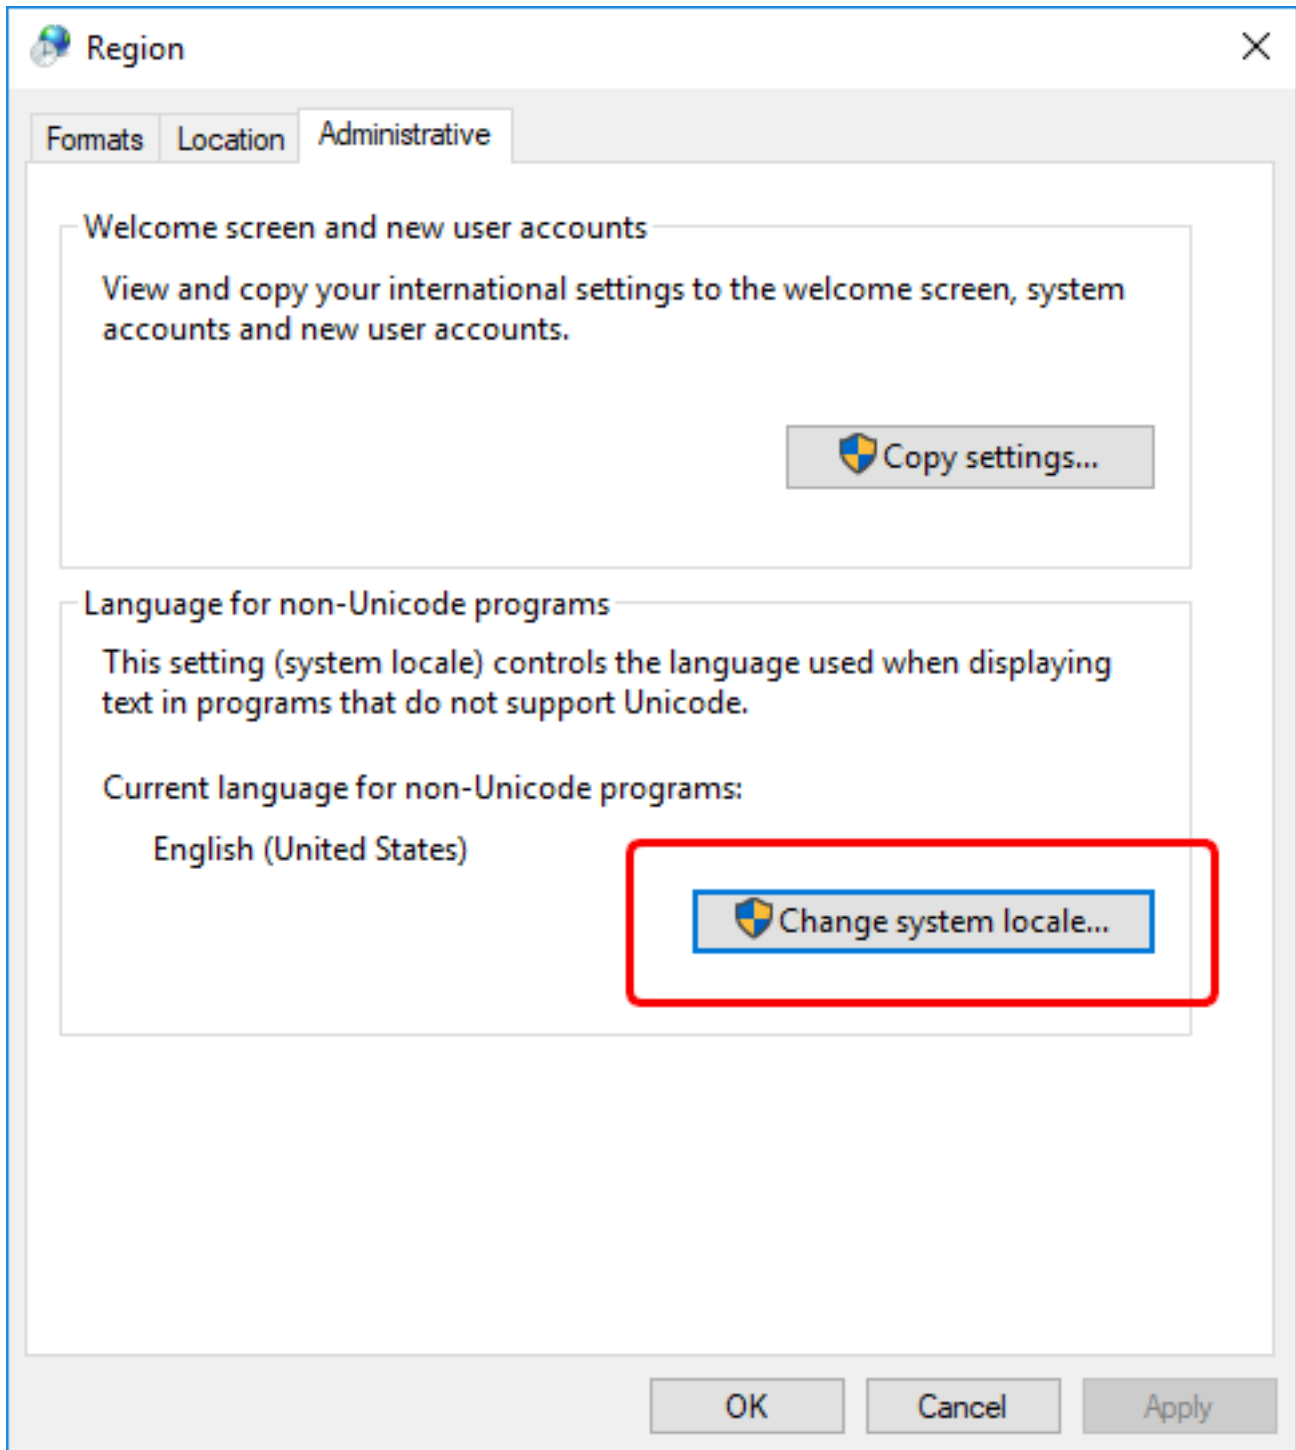 Region
Formats Location Administrative
Welcome screen and new user accounts
View and copy your international settings to the welcome screen, system
accounts and new user accounts.
Copy settings...
Language for non-Unicode programs
This setting (system locale) controls the language used when displaying
text in programs that do not support Unicode.
Current language for non-Unicode programs:
English (United States)
Change system locale...
OK Cancel Apply